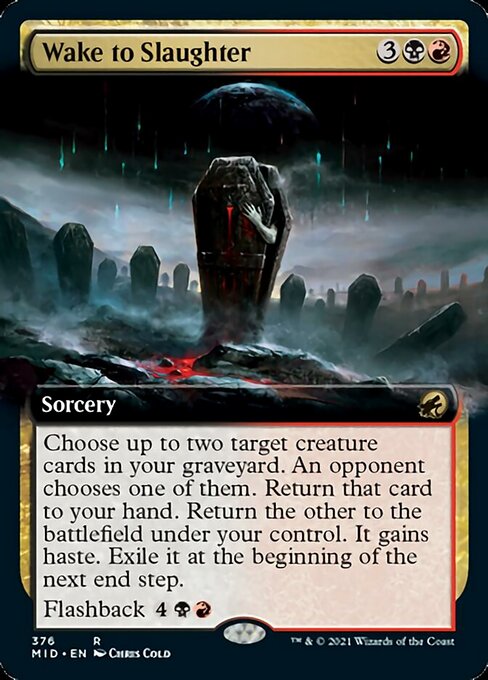 Wake to Slaughter 3
Sorcery
Choose up to two target creature
cards in your graveyard. An opponent
chooses one of them. Return that card
to your hand. Return the other to the
battlefield under your control. It gains
haste. Exile it at the beginning of the
next end step.
Flashback 4
376 R
MID • EN Chris Cold
™ & © 2021 Wizards of the Coast